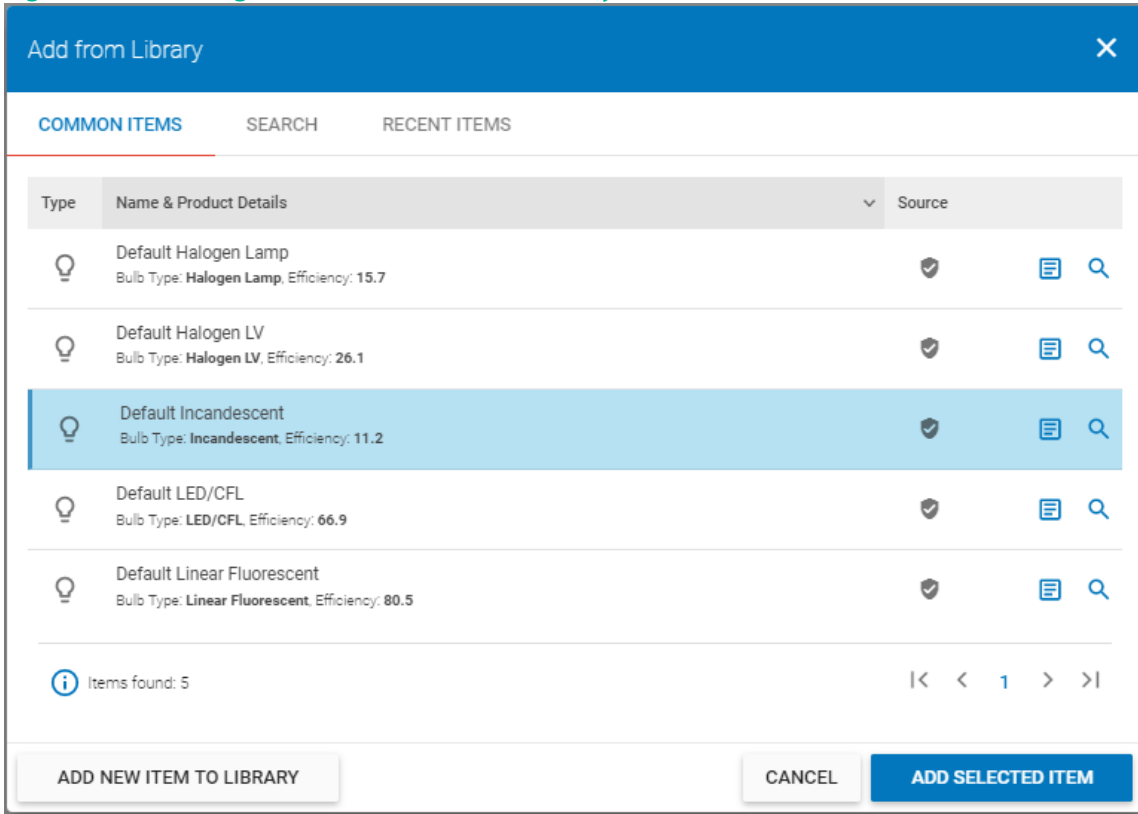 Add from Library
COMMON ITEMS SEARCH RECENT ITEMS
Type Name & Product Details Source
Default Halogen Lamp
Bulb Type: Halogen Lamp, Efficiency: 15.7
Default Halogen LV
Bulb Type: Halogen LV, Efficiency: 26.1
Default Incandescent
Bulb Type: Incandescent, Efficiency: 11.2
Default LED/CFL
Bulb Type: LED/CFL, Efficiency: 66.9
Default Linear Fluorescent
Bulb Type: Linear Fluorescent, Efficiency: 80.5
Items found: 5
1
ADD NEW ITEM TO LIBRARY CANCEL ADD SELECTED ITEM